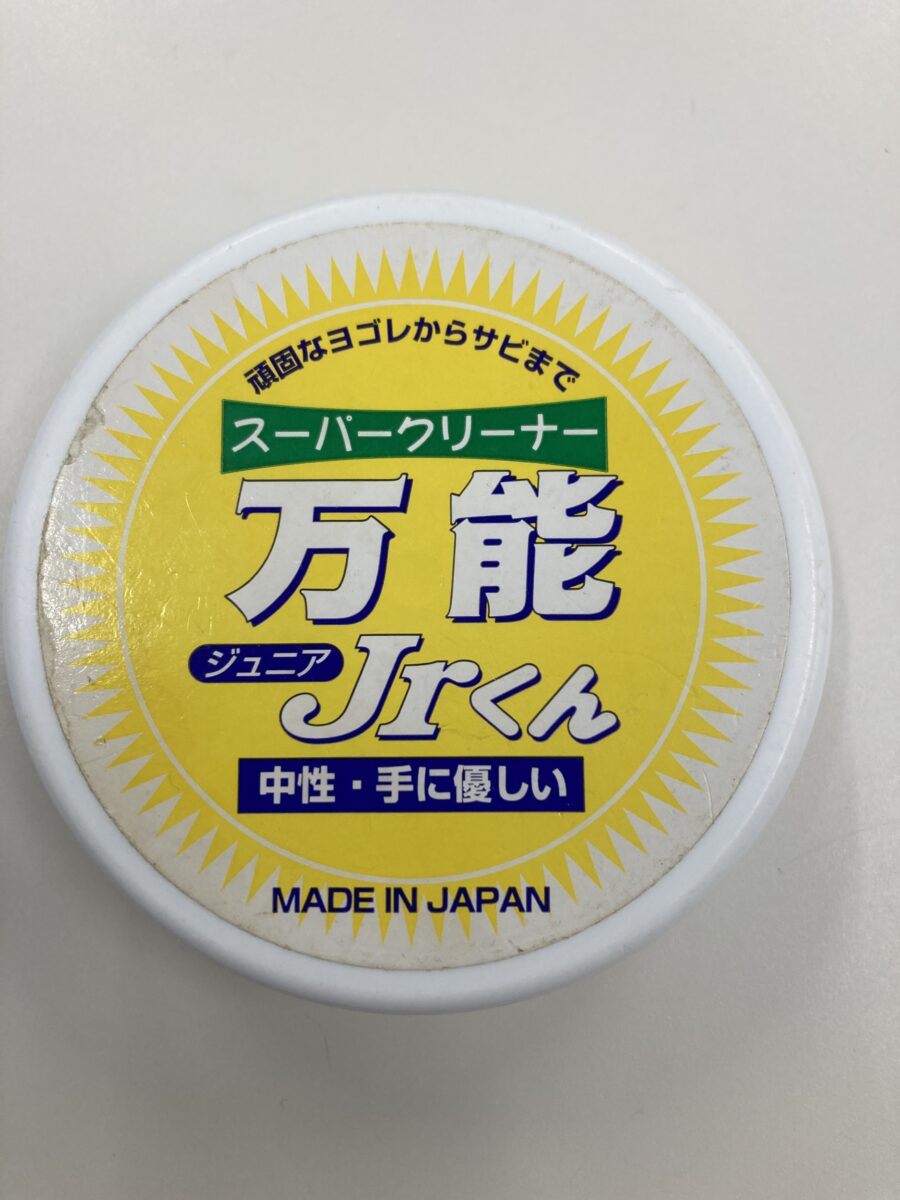 頑固なヨゴレからサビまで
スーパークリーナー
万能
ジュニア
Jrくん
中性・手に優しい
MADE IN JAPAN